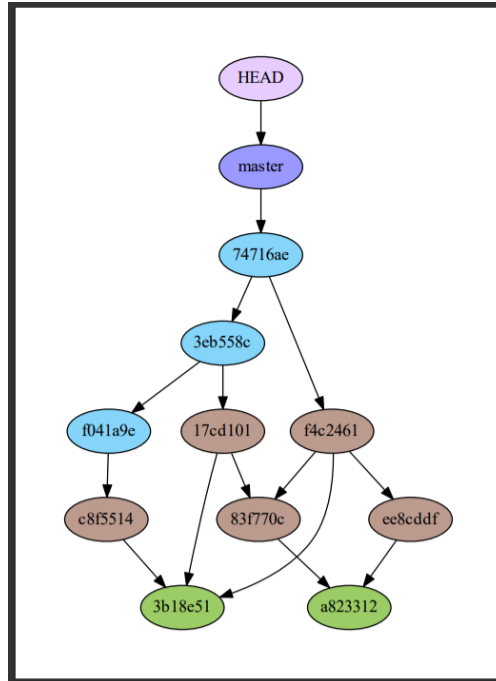 HEAD
master
74716ae
3eb558c
f041a9e
17cd101
f4c2461
c8f5514
83f770c
ee8cddf
3b18e51
a823312